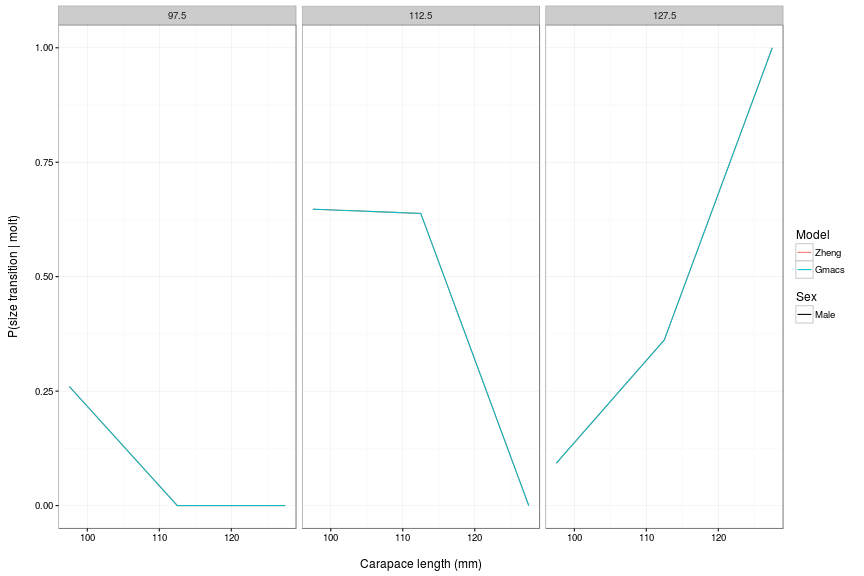 97.5 112.5 127.5
1.00
0.75
0.50
0.25
0.00
P(size transition | molt)
100 110 120 100 110 120 100 110 120
Carapace length (mm)
Model
Zheng
Gmacs
Sex
Male